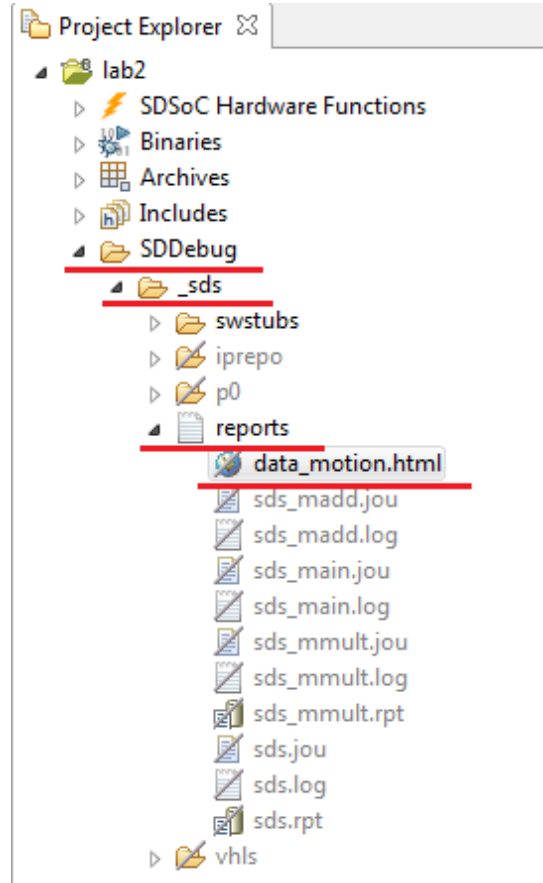 Project Explorer
lab2
SDSoC Hardware Functions
Binaries
Archives
Includes
SDDebug
_sds
swstubs
iprepo
p0
reports
data_motion.html
sds_madd.jou
sds_madd.log
sds_main.jou
sds_main.log
sds_mmult.jou
sds_mmult.log
sds_mmult.rpt
sds.jou
sds.log
sds.rpt
vhls